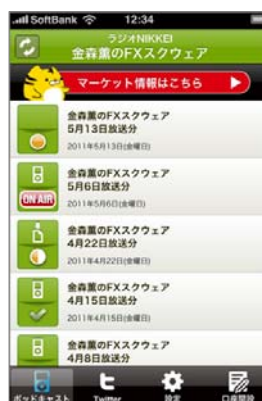 SoftBank 12:34
ラジオNIKKEI
金森薫のFXスクウェア
マーケット情報はこちら
金森薫のFXスクウェア
5月13日放送分
2011年5月13日(金曜日)
金森薫のFXスクウェア
5月6日放送分
2011年5月6日(金曜日)
ON AIR
金森薫のFXスクウェア
4月22日放送分
2011年4月22日(金曜日)
金森薫のFXスクウェア
4月15日放送分
2011年4月15日(金曜日)
金森薫のFXスクウェア
4月8日放送分
ポッドキャスト Twitter 設定 口座開設